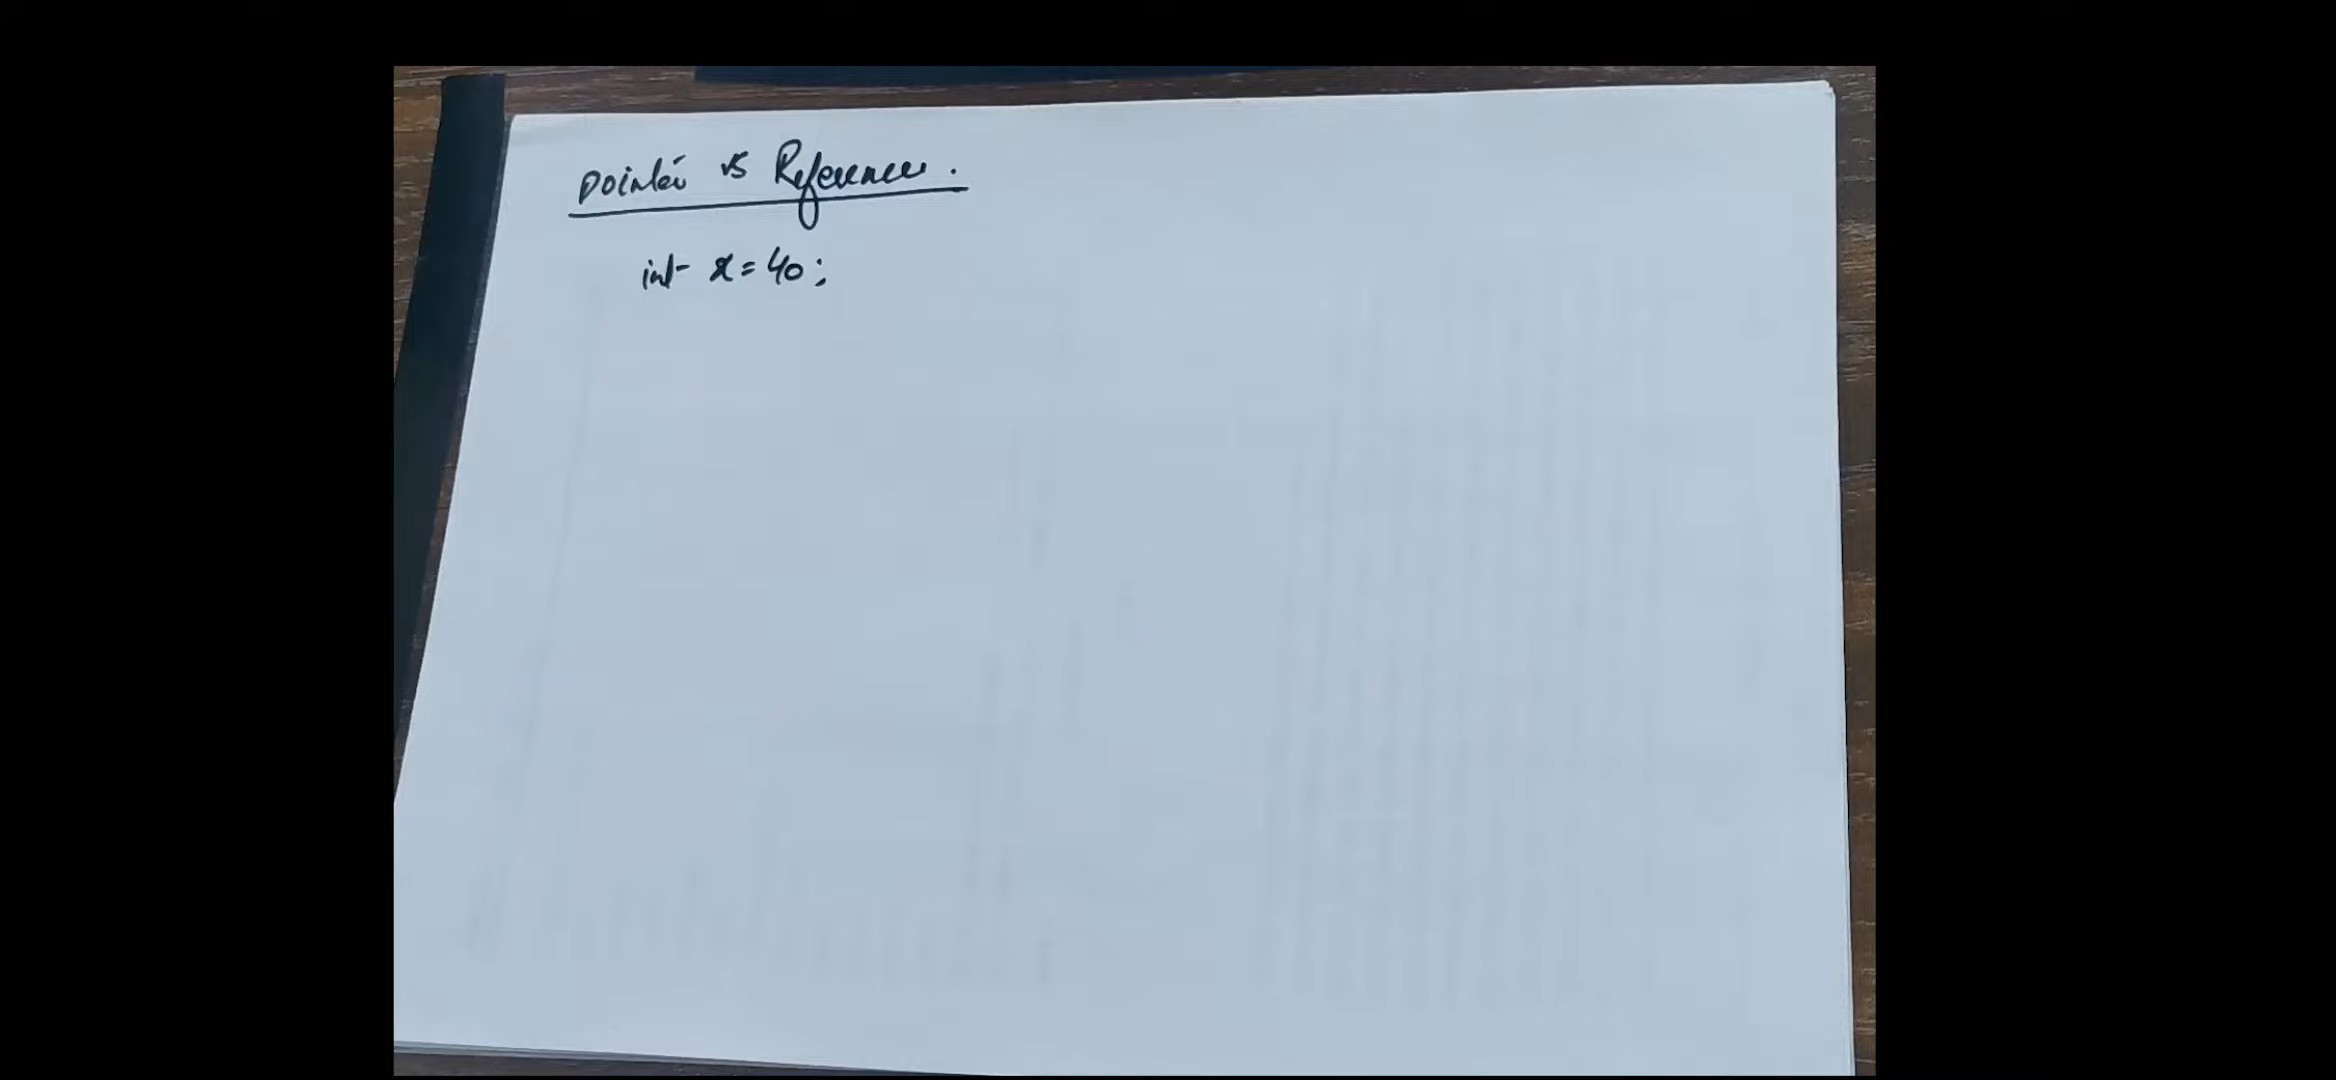 Pointer vs Reference.
int x = 40;